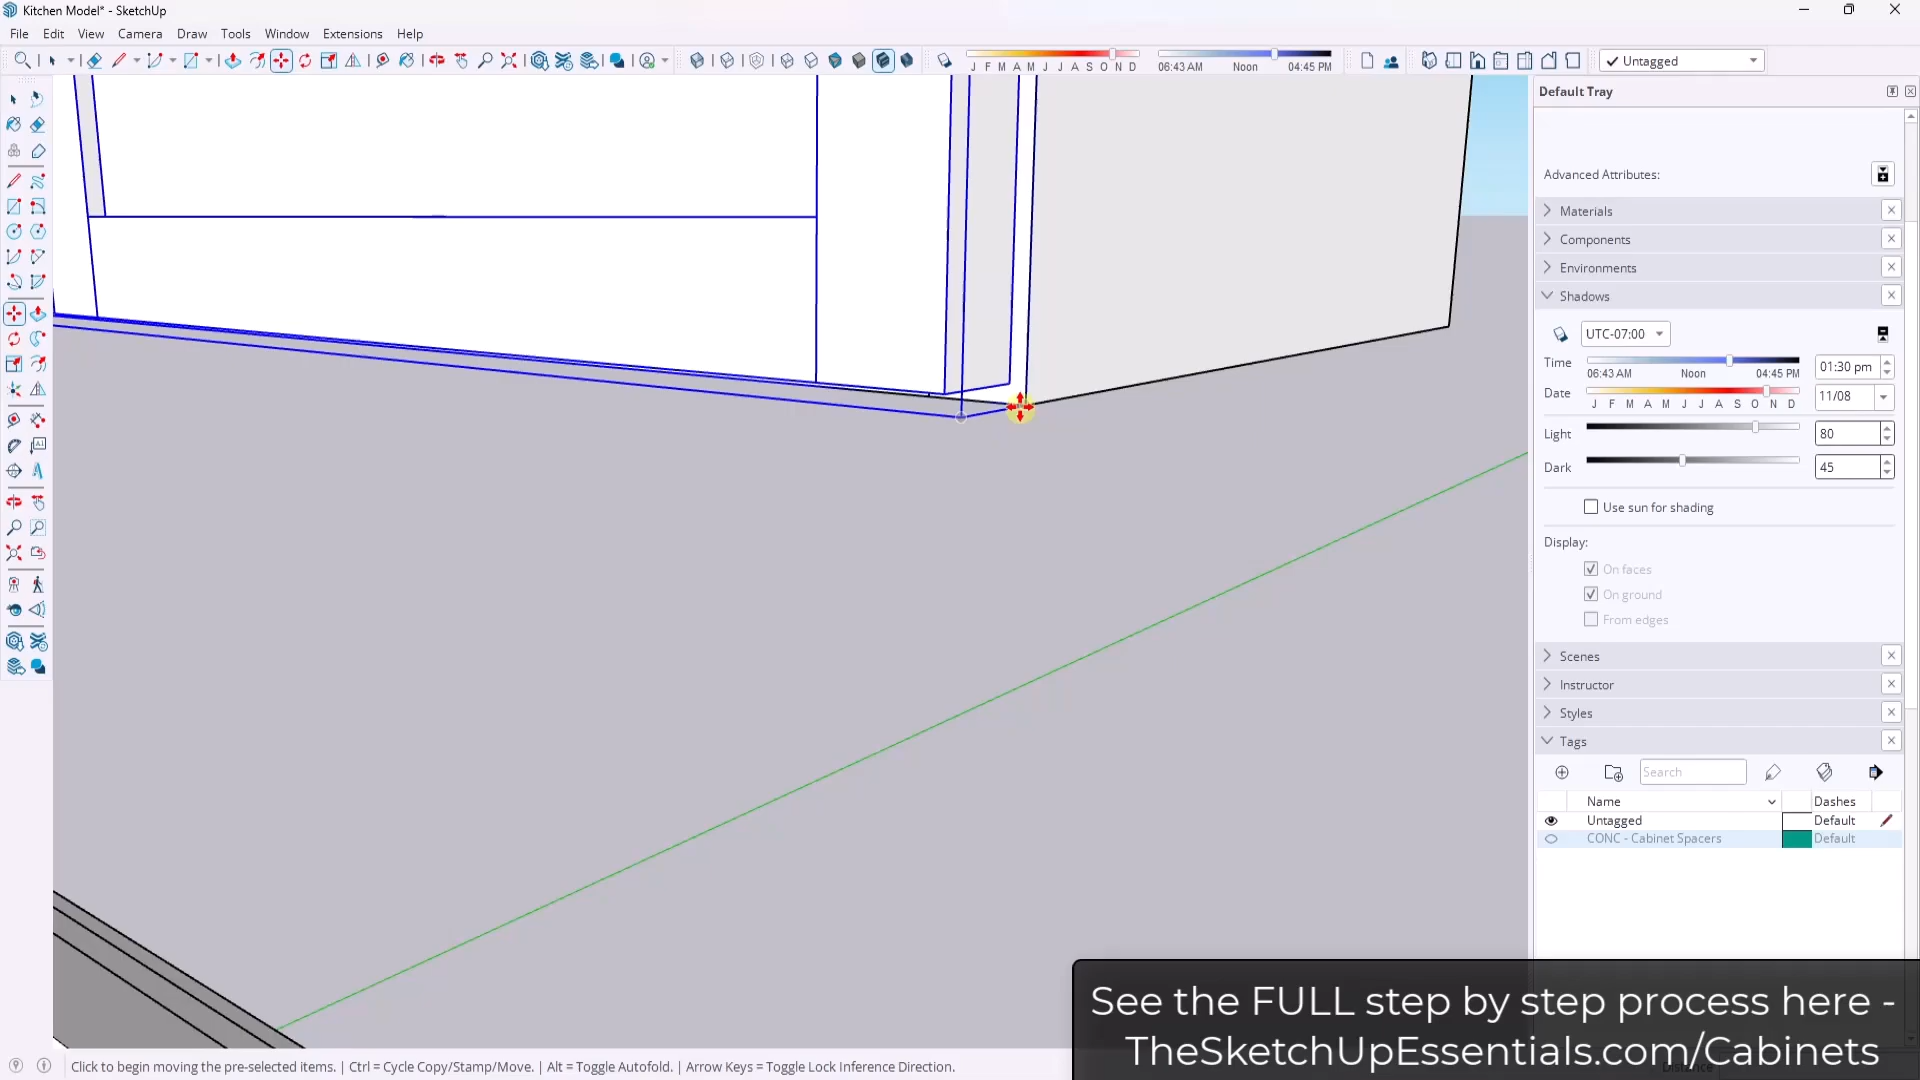 Kitchen Model* - SketchUp
File Edit View Camera Draw Tools Window Extensions Help
J F M A M J J A S O N D
06:43 AM Noon 04:45 PM
Untagged
Default Tray
Advanced Attributes:
Materials
Components
Environments
Shadows
UTC-07:00
Time
06:43 AM Noon 04:45 PM
01:30 pm
Date
J F M A M J J A S O N D
11/08
Light
80
Dark
45
Use sun for shading
Display:
On faces
On ground
From edges
Scenes
Instructor
Styles
Tags
Search
Name Dashes
Untagged Default
CONC - Cabinet Spacers Default
See the FULL step by step process here -
TheSketchUpEssentials.com/Cabinets
Click to begin moving the pre-selected items. | Ctrl = Cycle Copy/Stamp/Move. | Alt = Toggle Autofold. | Arrow Keys = Toggle Lock Inference Direction.
Distance